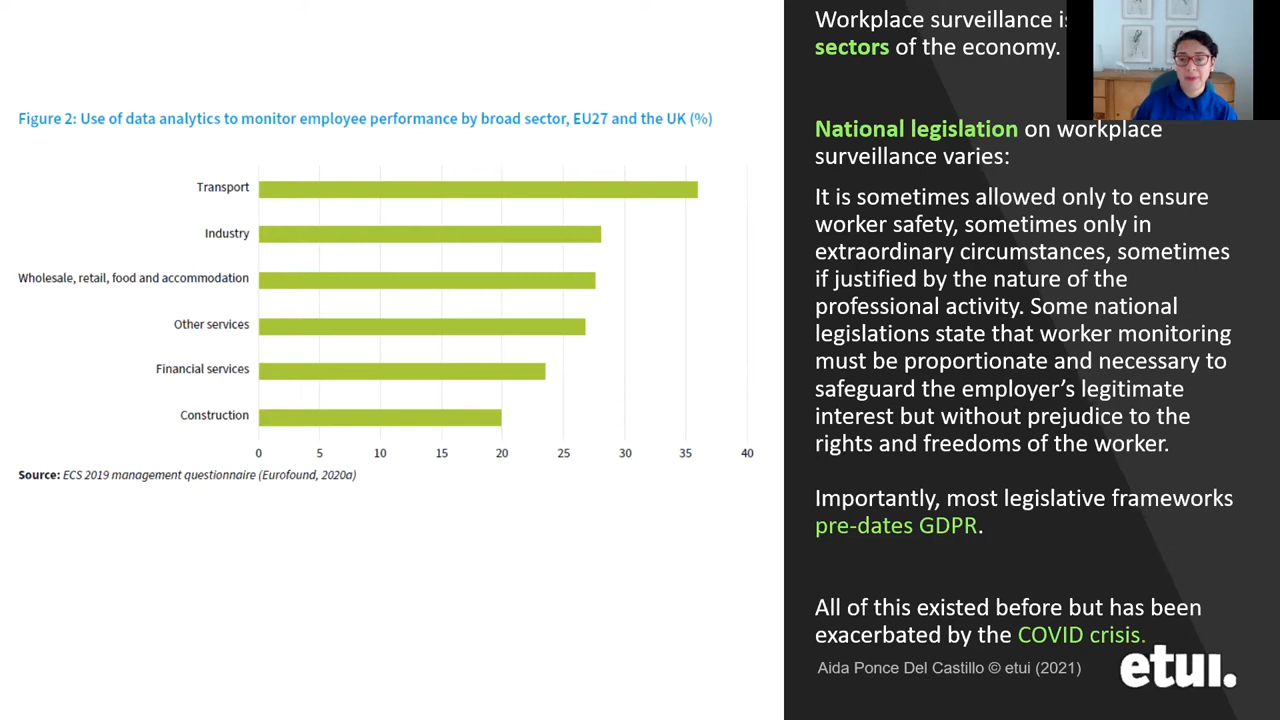 Figure 2: Use of data analytics to monitor employee performance by broad sector, EU27 and the UK (%)
Transport
Industry
Wholesale, retail, food and accommodation
Other services
Financial services
Construction
0 5 10 15 20 25 30 35 40
Source: ECS 2019 management questionnaire (Eurofound, 2020a)
Workplace surveillance is
sectors of the economy.
National legislation on workplace
surveillance varies:
It is sometimes allowed only to ensure
worker safety, sometimes only in
extraordinary circumstances, sometimes
if justified by the nature of the
professional activity. Some national
legislations state that worker monitoring
must be proportionate and necessary to
safeguard the employer’s legitimate
interest but without prejudice to the
rights and freedoms of the worker.
Importantly, most legislative frameworks
pre-dates GDPR.
All of this existed before but has been
exacerbated by the COVID crisis.
Aida Ponce Del Castillo © etui (2021)
etui.